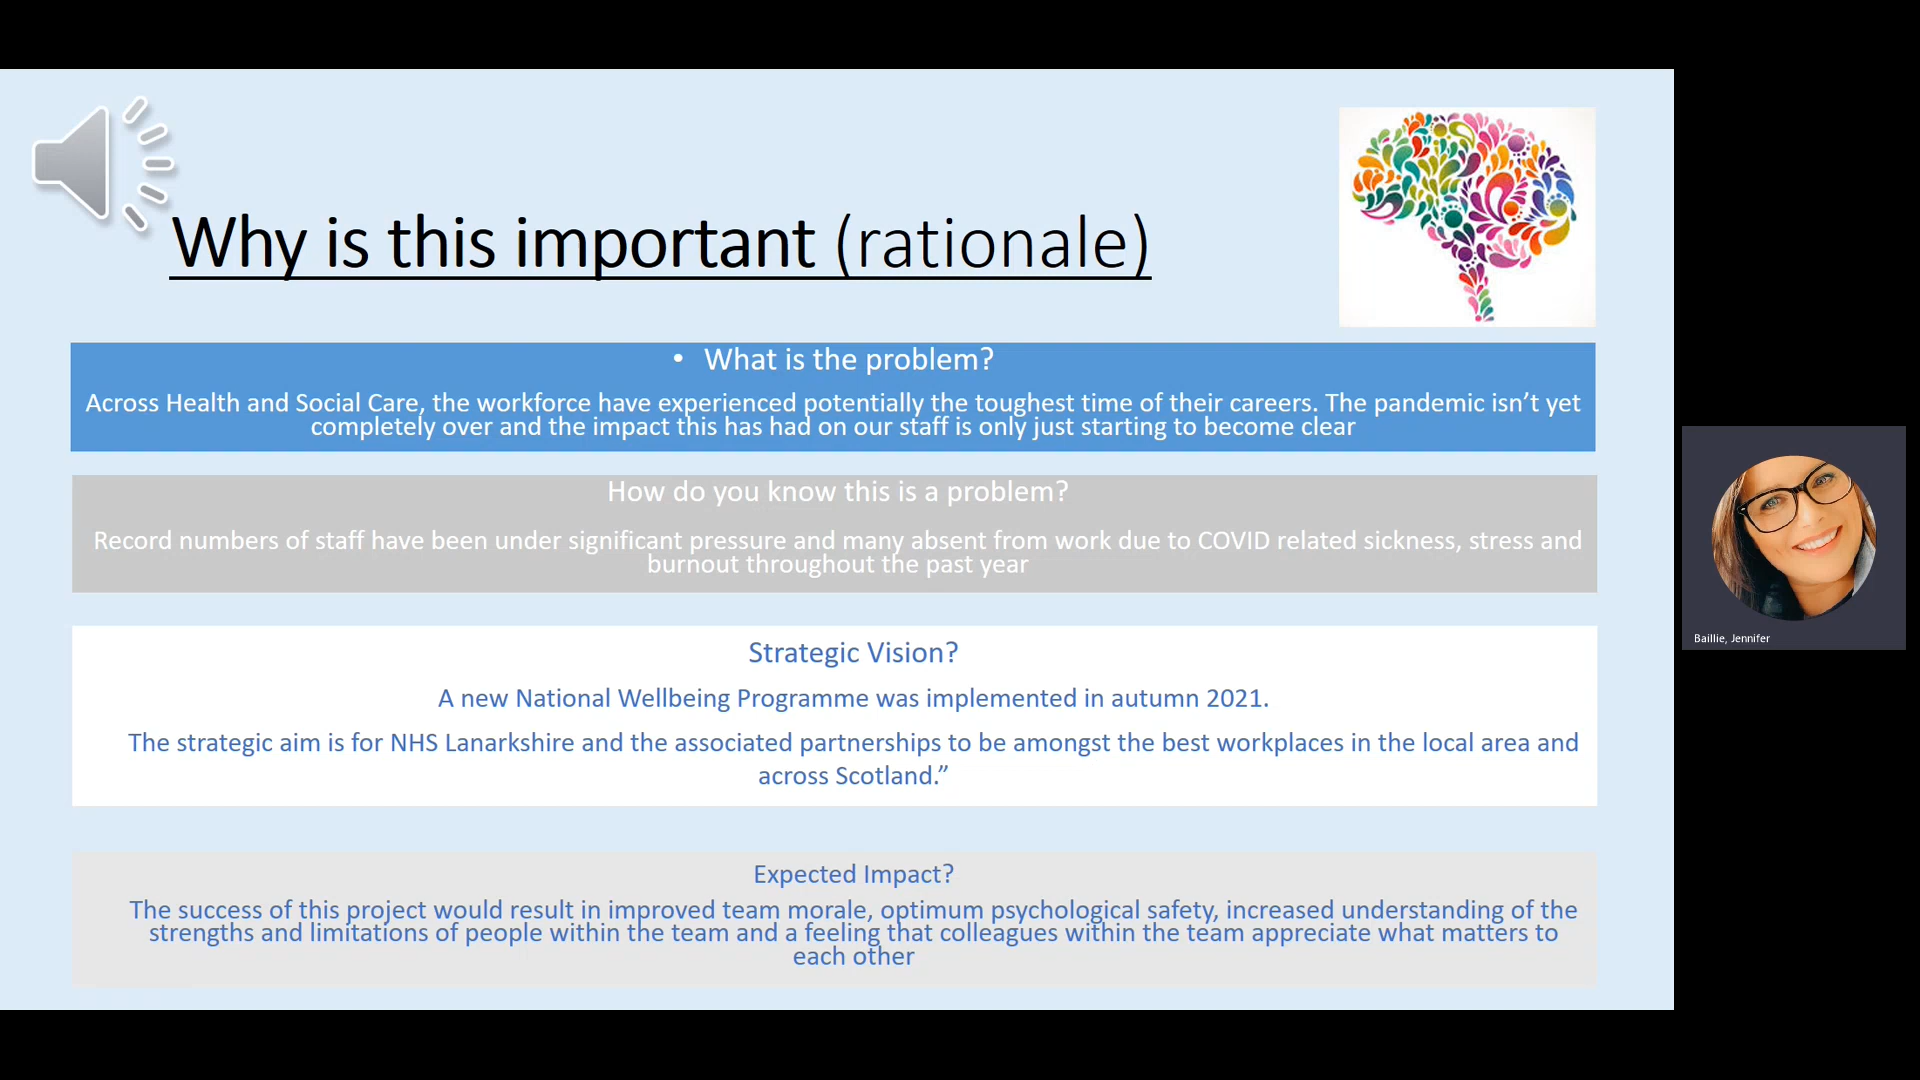 Why is this important (rationale)
• What is the problem?
Across Health and Social Care, the workforce have experienced potentially the toughest time of their careers. The pandemic isn’t yet
completely over and the impact this has had on our staff is only just starting to become clear
How do you know this is a problem?
Record numbers of staff have been under significant pressure and many absent from work due to COVID related sickness, stress and
burnout throughout the past year
Strategic Vision?
A new National Wellbeing Programme was implemented in autumn 2021.
The strategic aim is for NHS Lanarkshire and the associated partnerships to be amongst the best workplaces in the local area and
across Scotland.”
Expected Impact?
The success of this project would result in improved team morale, optimum psychological safety, increased understanding of the
strengths and limitations of people within the team and a feeling that colleagues within the team appreciate what matters to
each other
Baillie, Jennifer